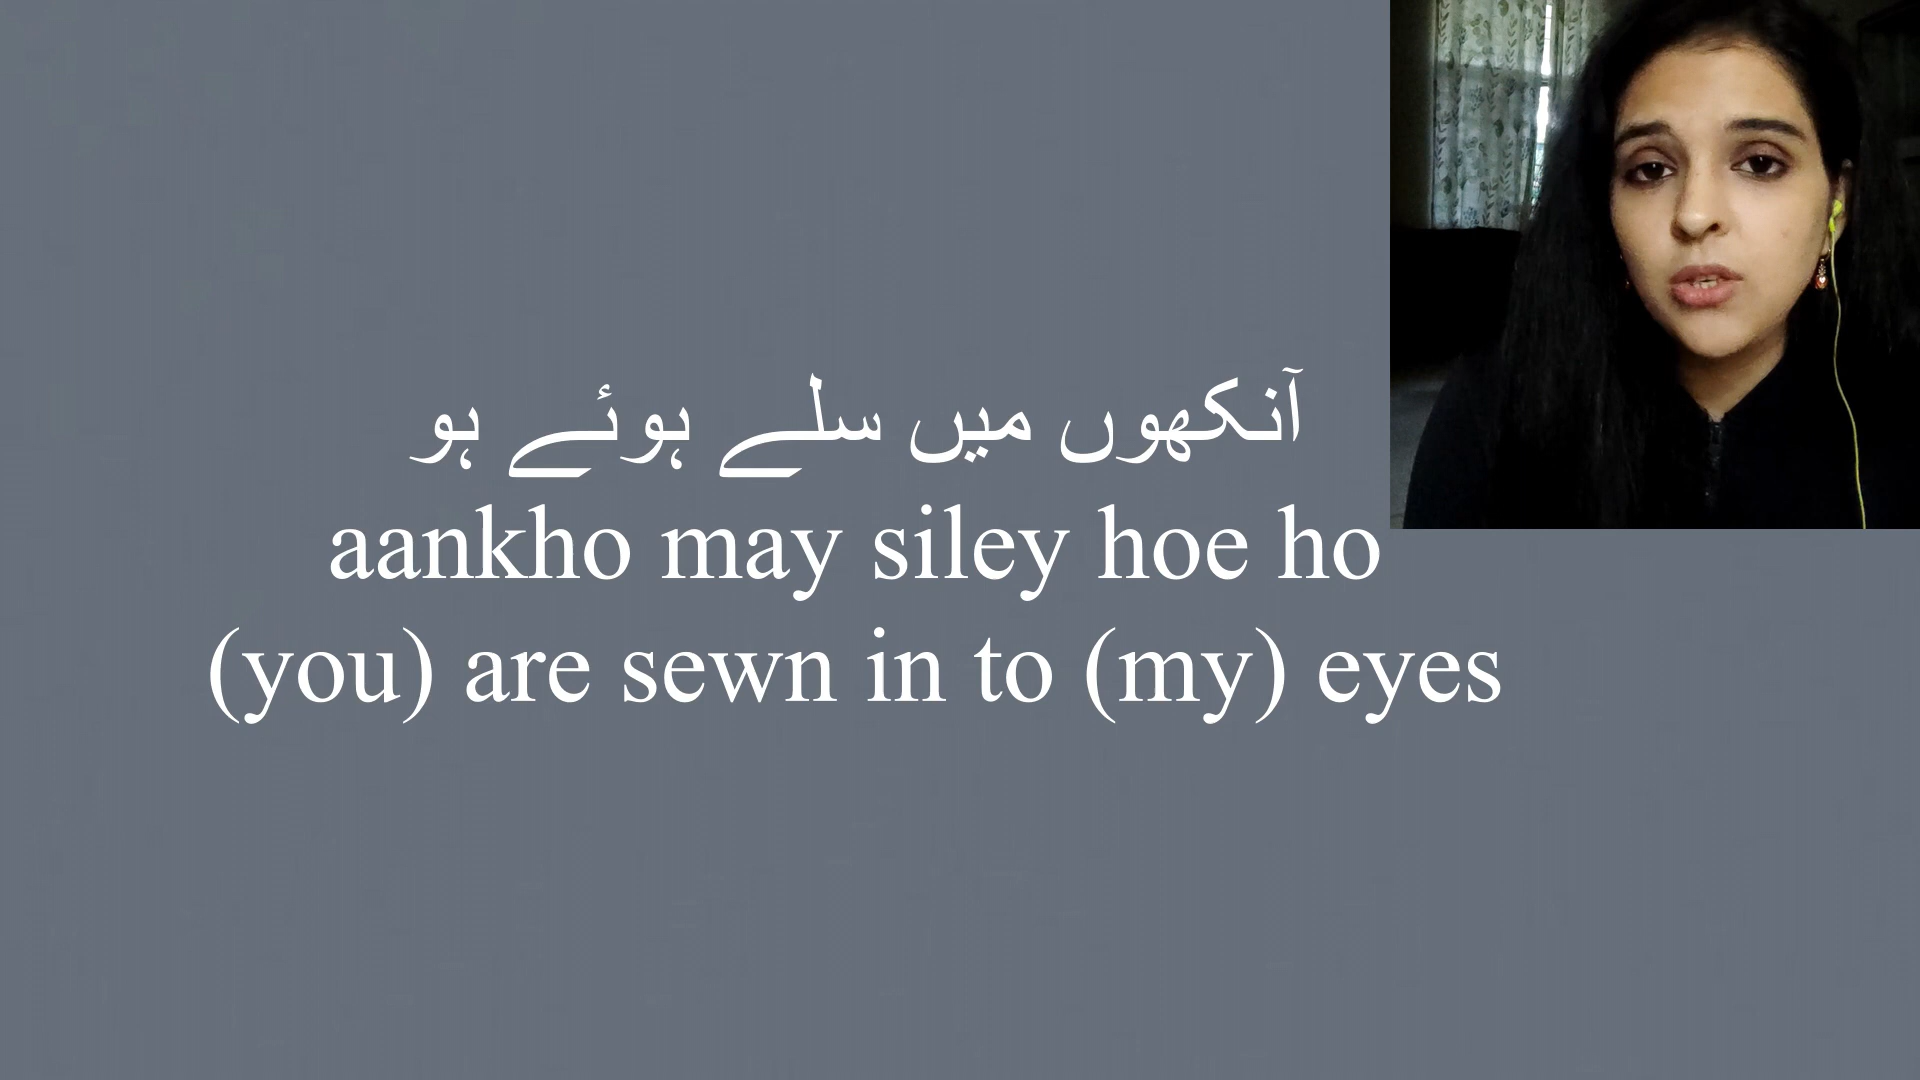 آنکھوں میں سلے ہوئے ہو
aankho may siley hoe ho
(you) are sewn in to (my) eyes